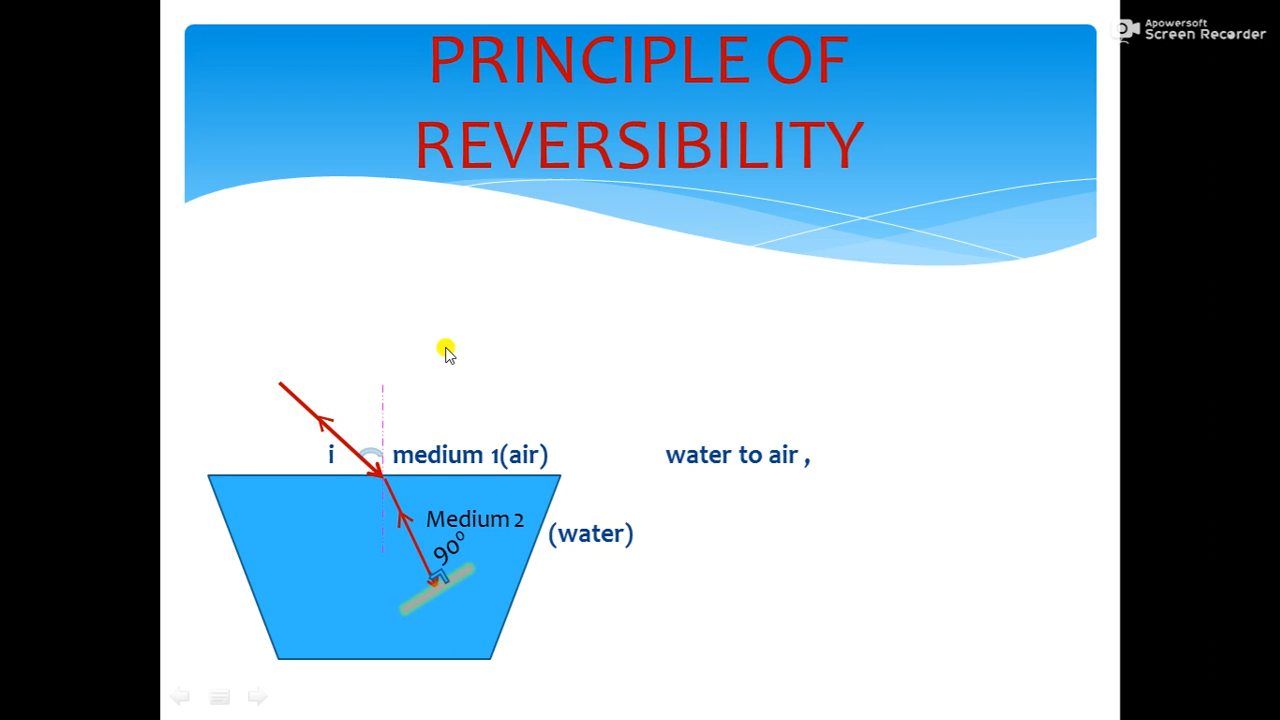 Apowersoft
Screen Recorder
PRINCIPLE OF
REVERSIBILITY
i medium 1(air) water to air ,
Medium 2
(water)
90⁰